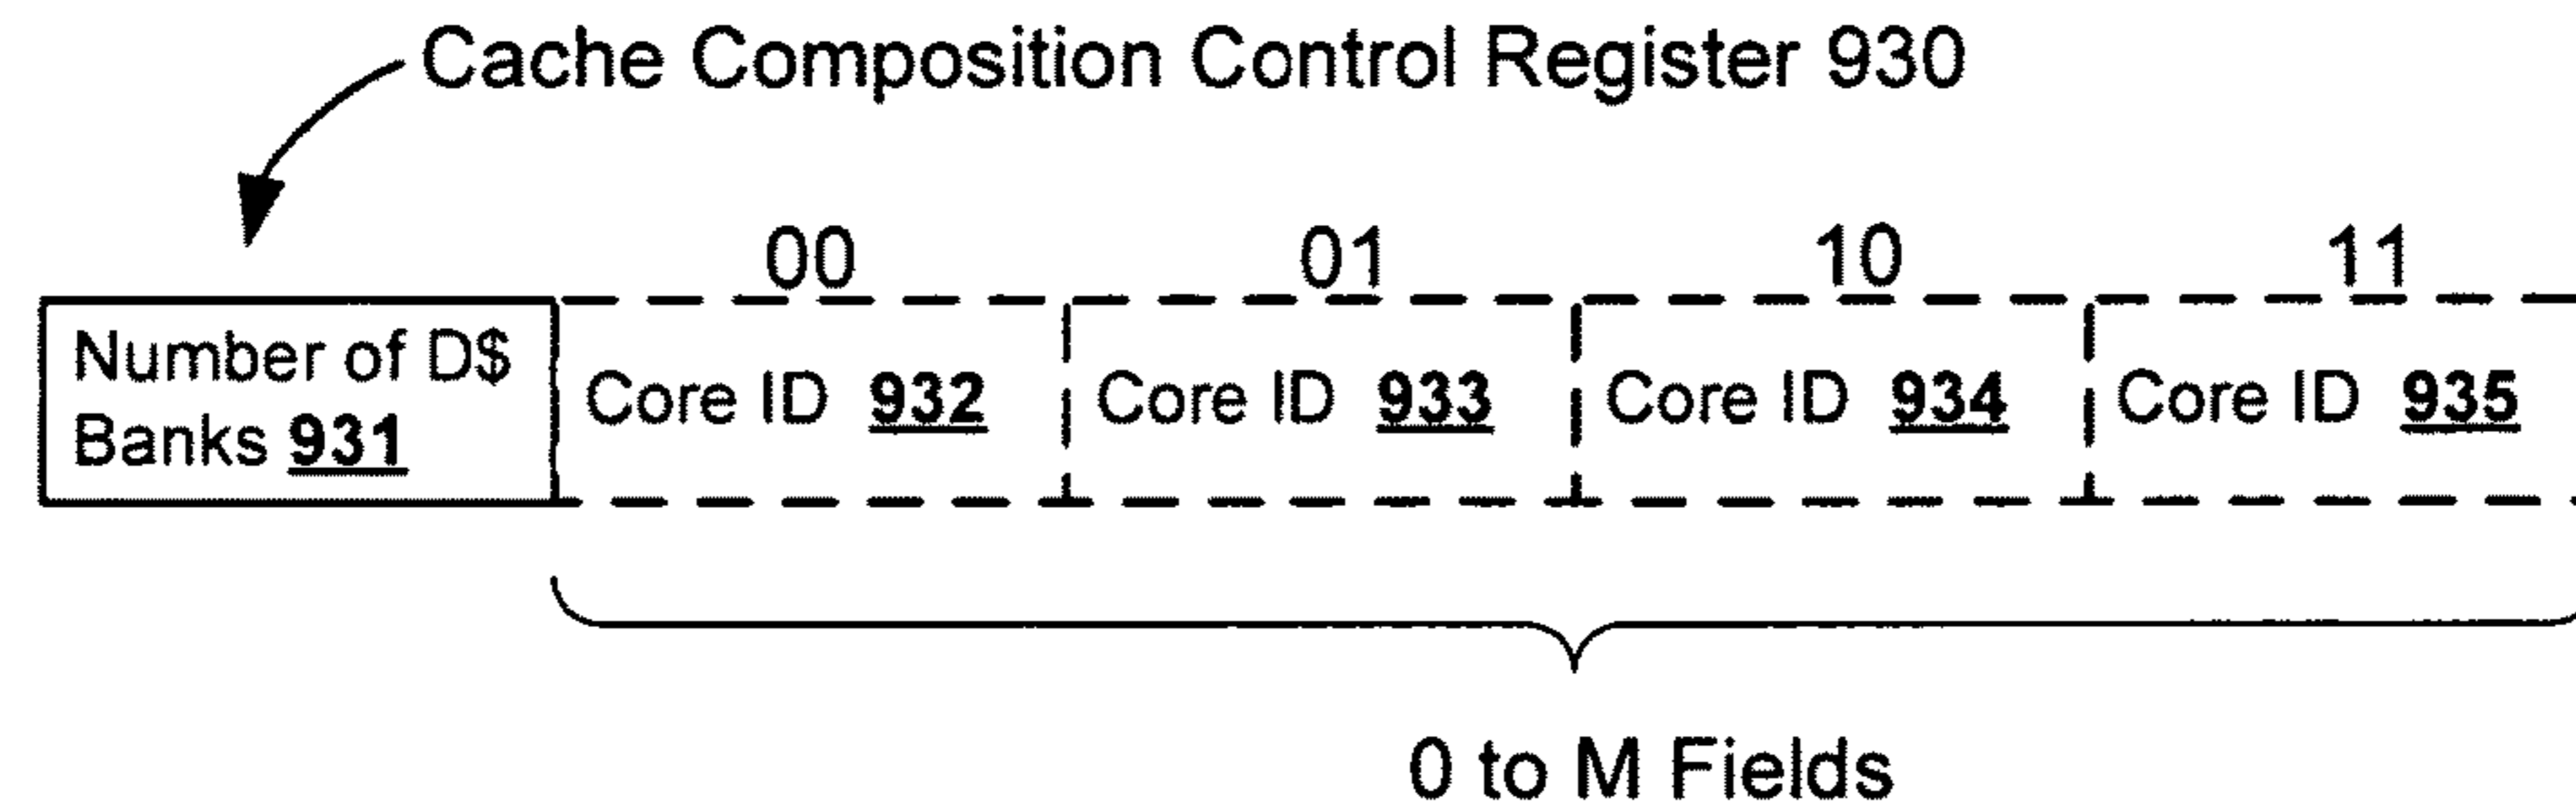 Cache Composition Control Register 930
00 01 10 11
Number of D$
Banks 931
Core ID 932
Core ID 933
Core ID 934
Core ID 935
0 to M Fields